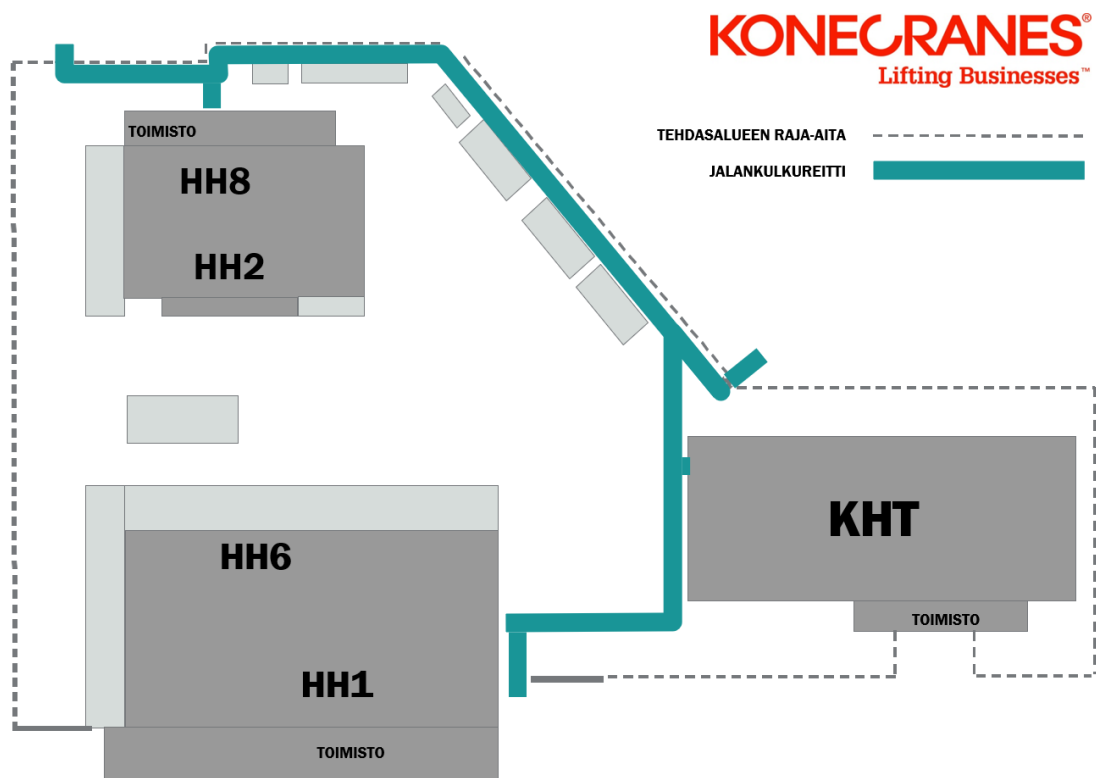 KONECRANES®
Lifting Businesses™
TEHDASALUEEN RAJA-AITA
JALANKULKUREITTI
TOIMISTO
HH8
HH2
HH6
HH1
TOIMISTO
KHT
TOIMISTO